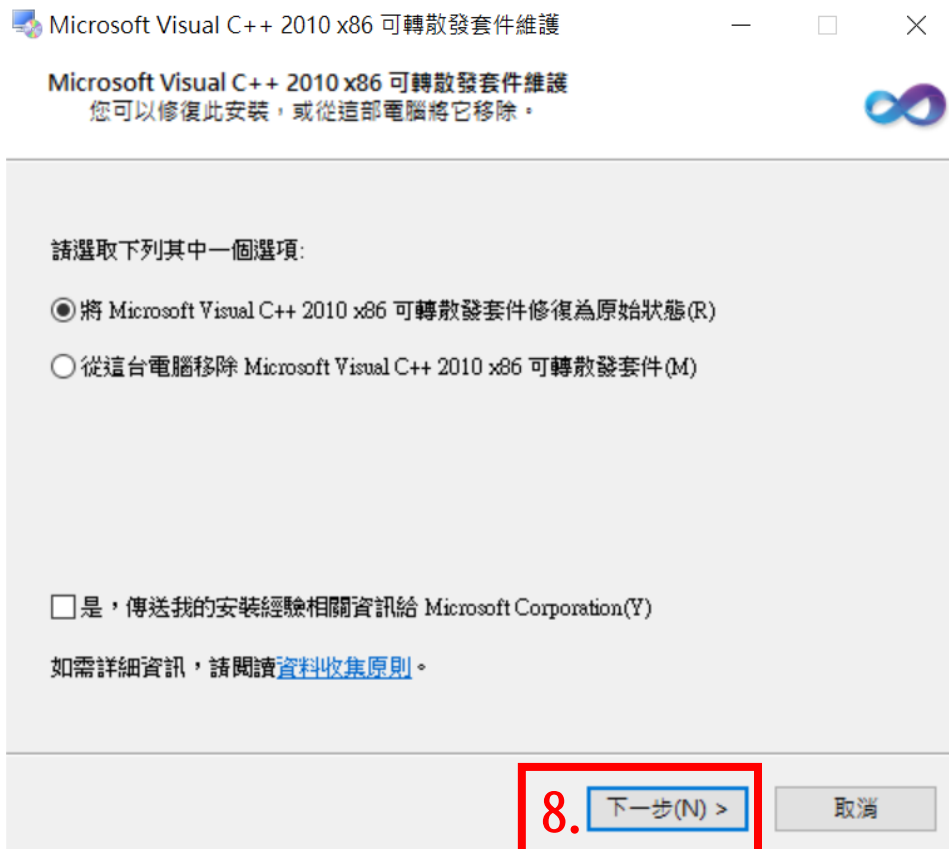 Microsoft Visual C++ 2010 x86 可轉散發套件維護
Microsoft Visual C++ 2010 x86 可轉散發套件維護
您可以修復此安裝，或從這部電腦將它移除。
請選取下列其中一個選項:
將 Microsoft Visual C++ 2010 x86 可轉散發套件修復為原始狀態(R)
從這台電腦移除 Microsoft Visual C++ 2010 x86 可轉散發套件(M)
是，傳送我的安裝經驗相關資訊給 Microsoft Corporation(Y)
如需詳細資訊，請閱讀資料收集原則。
8. 下一步(N) > 取消